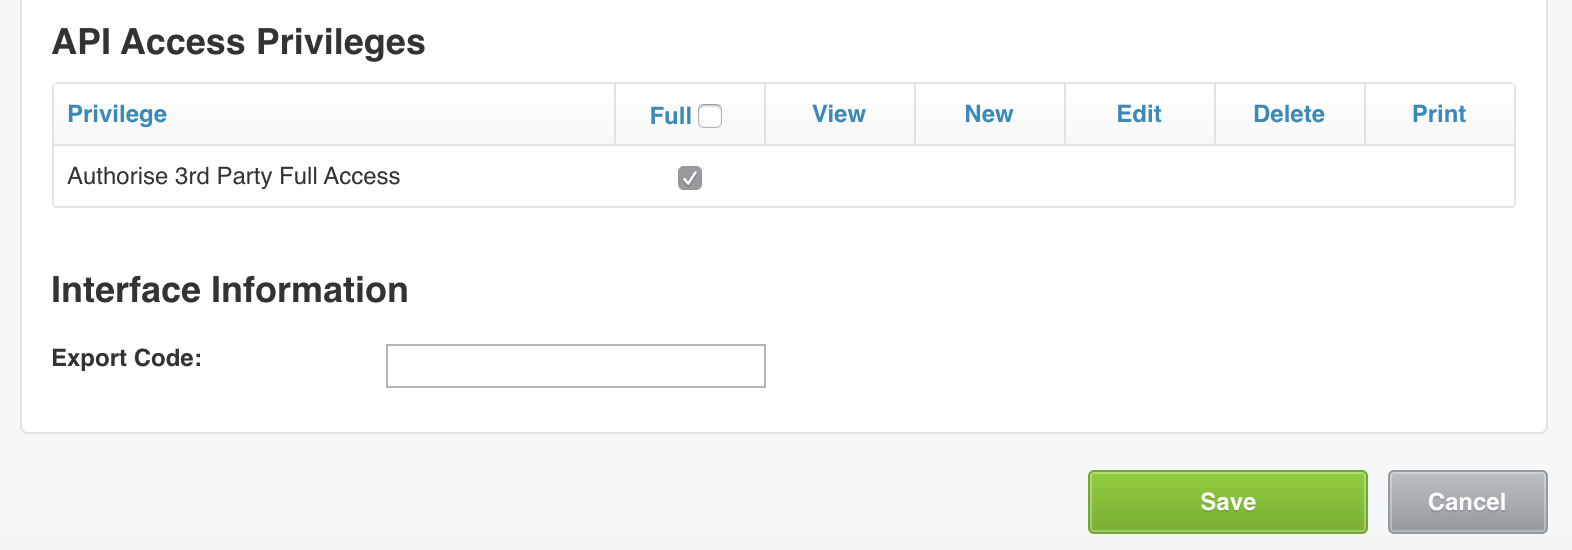 API Access Privileges
Privilege Full View New Edit Delete Print
Authorise 3rd Party Full Access
Interface Information
Export Code:
Save Cancel